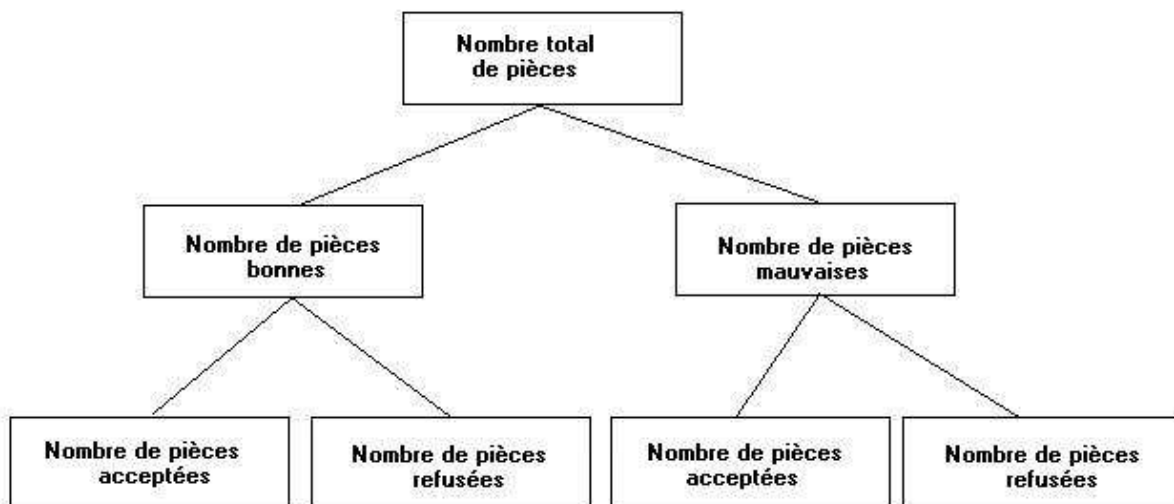 Nombre total
de pièces
Nombre de pièces
bonnes
Nombre de pièces
mauvaises
Nombre de pièces
acceptées
Nombre de pièces
refusées
Nombre de pièces
acceptées
Nombre de pièces
refusées